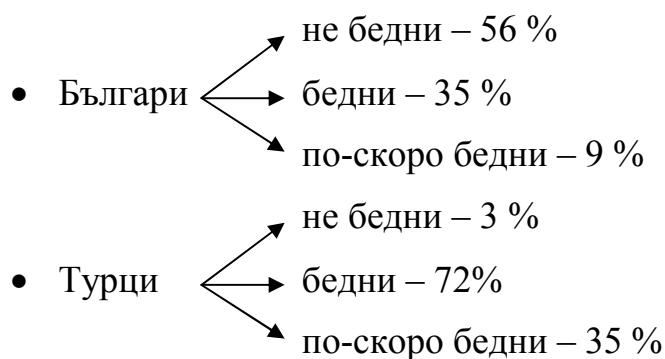 не бедни – 56 %
• Българи бедни – 35 %
по-скоро бедни – 9 %
не бедни – 3 %
• Турци бедни – 72%
по-скоро бедни – 35 %